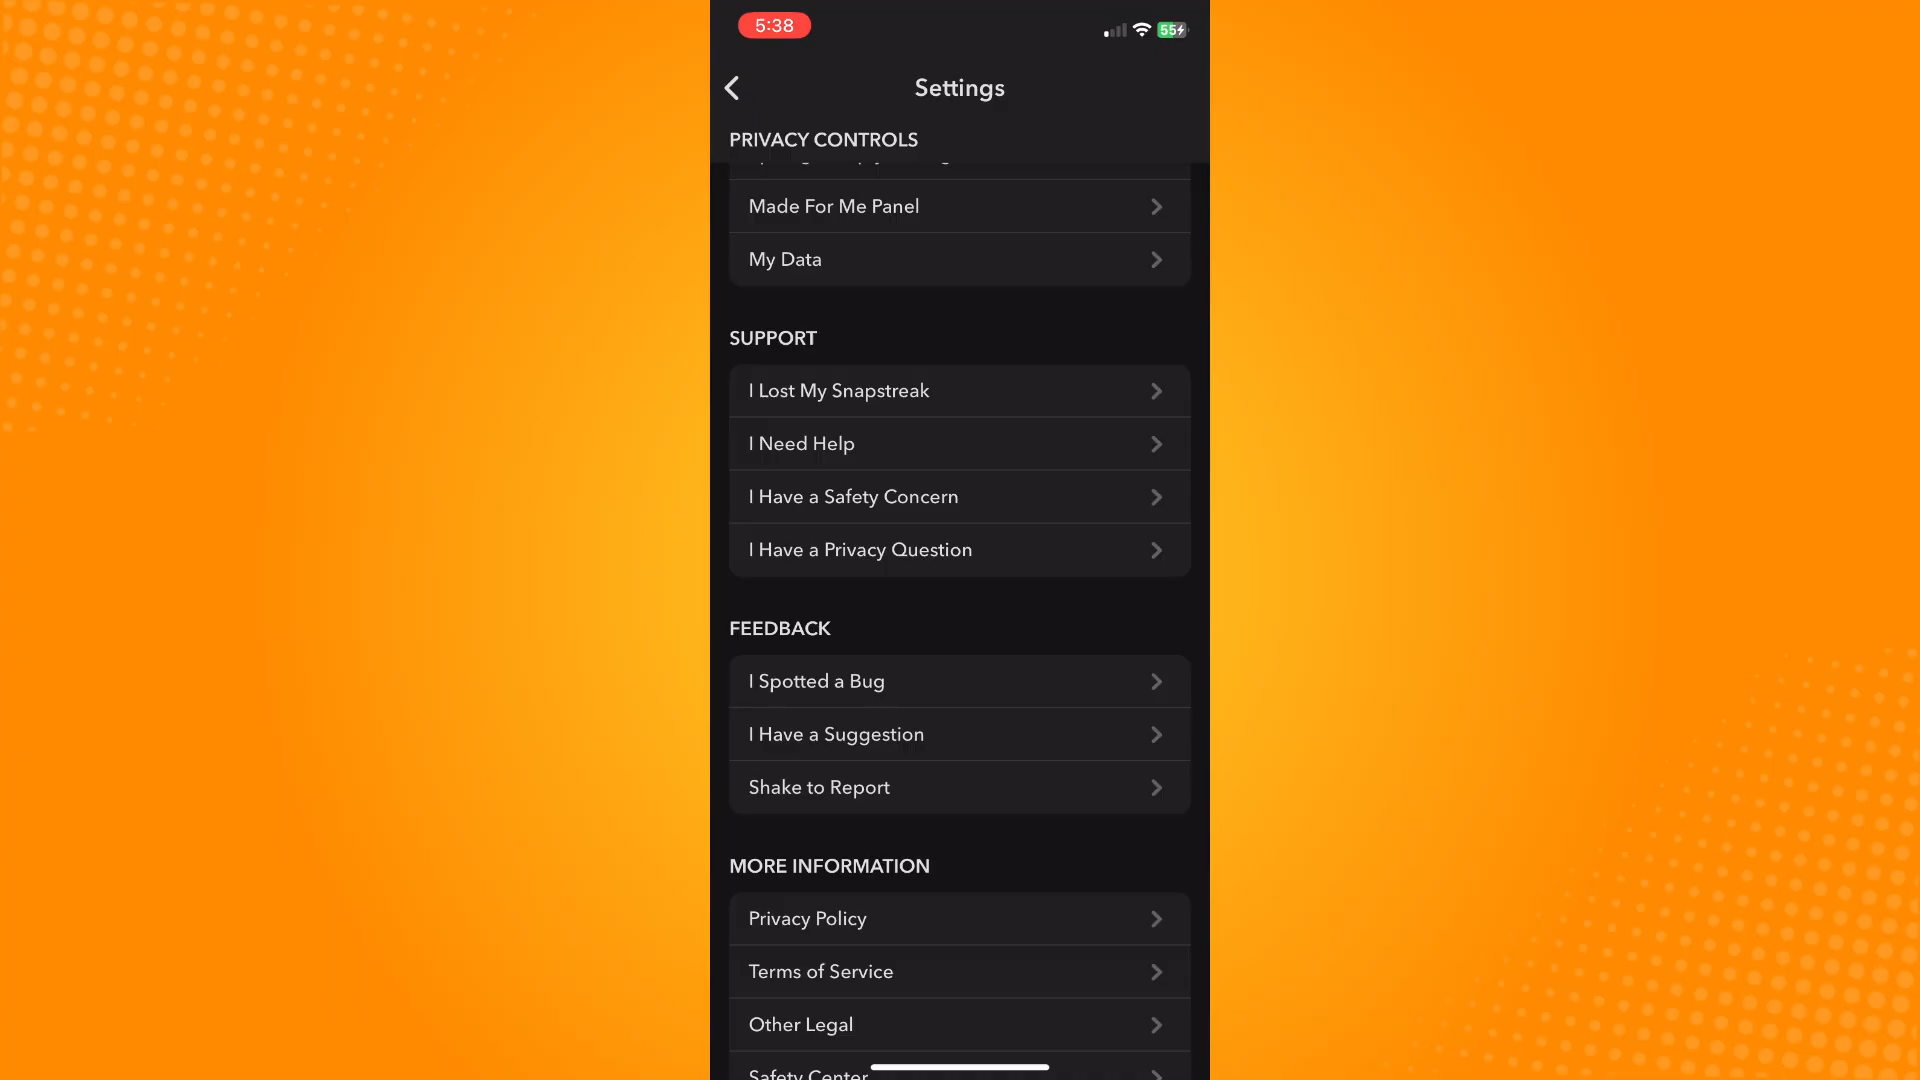 5:38
55
Settings
PRIVACY CONTROLS
Made For Me Panel
My Data
SUPPORT
I Lost My Snapstreak
I Need Help
I Have a Safety Concern
I Have a Privacy Question
FEEDBACK
I Spotted a Bug
I Have a Suggestion
Shake to Report
MORE INFORMATION
Privacy Policy
Terms of Service
Other Legal
Safety Center